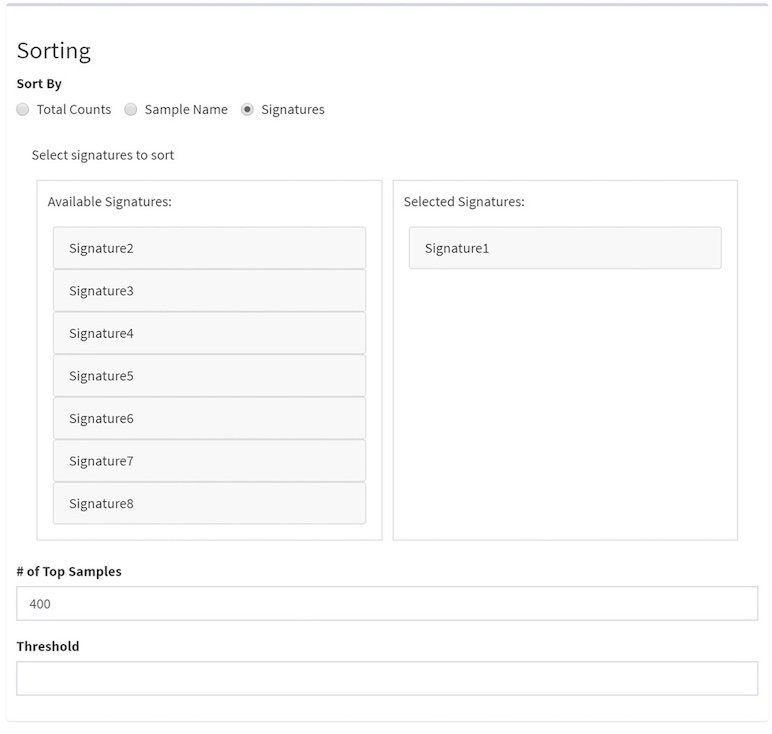 Sorting
Sort By
Total Counts Sample Name Signatures
Select signatures to sort
Available Signatures:
Signature2
Signature3
Signature4
Signature5
Signature6
Signature7
Signature8
Selected Signatures:
Signature1
# of Top Samples
400
Threshold